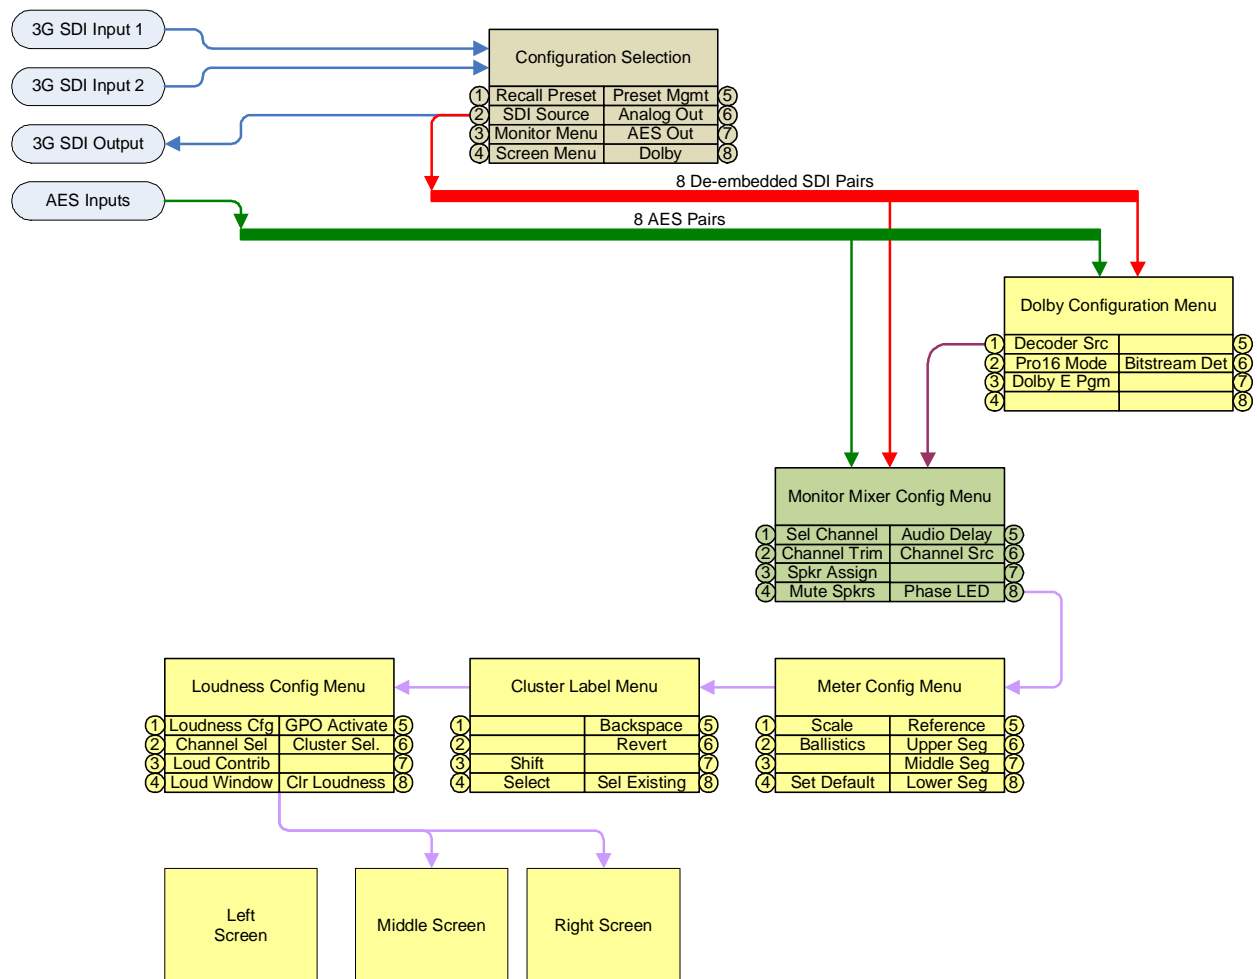 3G SDI Input 1
3G SDI Input 2
3G SDI Output
AES Inputs
Configuration Selection
1 Recall Preset Preset Mgmt 5
2 SDI Source Analog Out 6
3 Monitor Menu AES Out 7
4 Screen Menu Dolby 8
8 De-embedded SDI Pairs
8 AES Pairs
Dolby Configuration Menu
1 Decoder Src 5
2 Pro16 Mode Bitstream Det 6
3 Dolby E Pgm 7
4 8
Monitor Mixer Config Menu
1 Sel Channel Audio Delay 5
2 Channel Trim Channel Src 6
3 Spkr Assign 7
4 Mute Spkrs Phase LED 8
Loudness Config Menu
1 Loudness Cfg GPO Activate 5
2 Channel Sel Cluster Sel. 6
3 Loud Contrib 7
4 Loud Window Clr Loudness 8
Cluster Label Menu
1 Backspace 5
2 Revert 6
3 Shift 7
4 Select Sel Existing 8
Meter Config Menu
1 Scale Reference 5
2 Ballistics Upper Seg 6
3 Middle Seg 7
4 Set Default Lower Seg 8
Left
Screen
Middle Screen
Right Screen